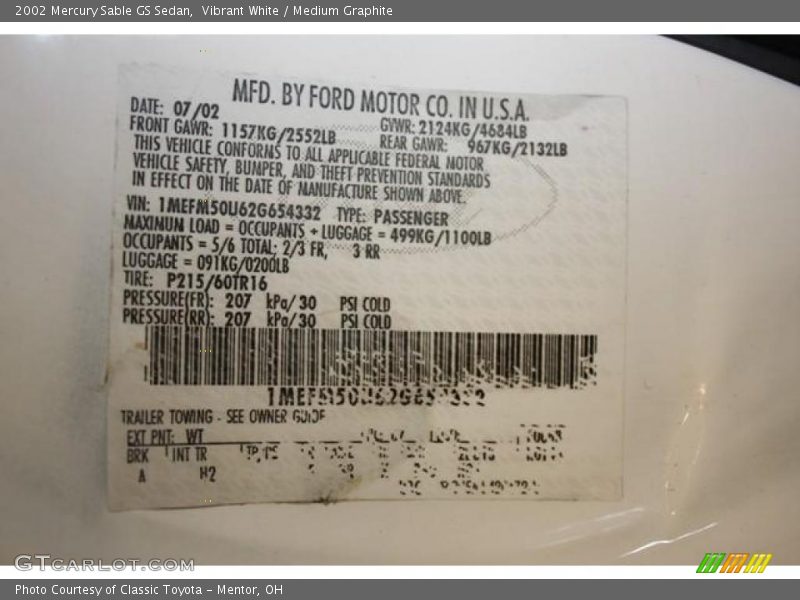 2002 Mercury Sable GS Sedan, Vibrant White / Medium Graphite
MFD. BY FORD MOTOR CO. IN U.S.A.
DATE: 07/02 GVWR: 2124KG/4684LB
FRONT GAWR: 1157KG/2552LB REAR GAWR: 967KG/2132LB
THIS VEHICLE CONFORMS TO ALL APPLICABLE FEDERAL MOTOR
VEHICLE SAFETY, BUMPER, AND THEFT PREVENTION STANDARDS
IN EFFECT ON THE DATE OF MANUFACTURE SHOWN ABOVE.
VIN: 1MEFM50U62G654332 TYPE: PASSENGER
MAXIMUM LOAD = OCCUPANTS + LUGGAGE = 499KG/1100LB
OCCUPANTS = 5/6 TOTAL; 2/3 FR, 3 RR
LUGGAGE = 091KG/0200LB
TIRE: P215/60TR16
PRESSURE(FR): 207 kPa/30 PSI COLD
PRESSURE(RR): 207 kPa/30 PSI COLD
1MEFM50U62G654332
TRAILER TOWING - SEE OWNER GUIDE
EXT PNT: WT
BRK INT TR
A H2
GTCARLOT.COM
Photo Courtesy of Classic Toyota - Mentor, OH